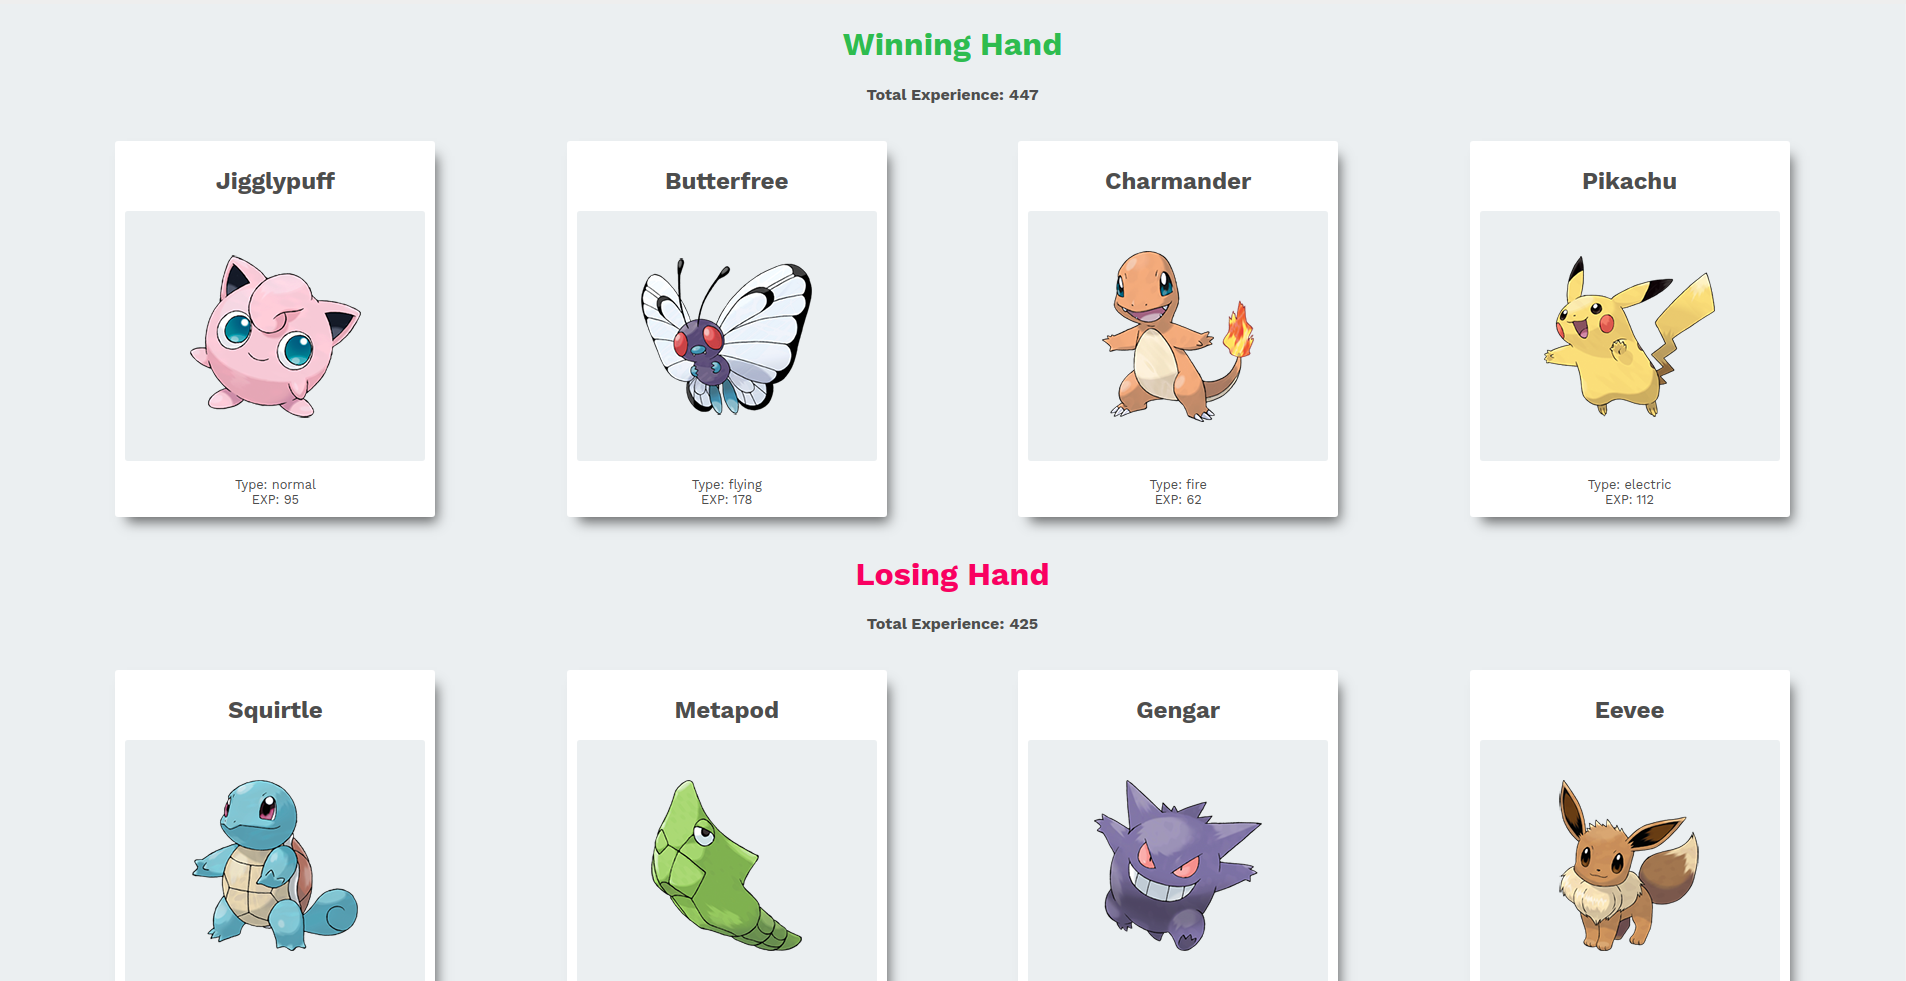 Winning Hand
Total Experience: 447
Jigglypuff
Butterfree
Charmander
Pikachu
Type: normal
EXP: 95
Type: flying
EXP: 178
Type: fire
EXP: 62
Type: electric
EXP: 112
Losing Hand
Total Experience: 425
Squirtle
Metapod
Gengar
Eevee